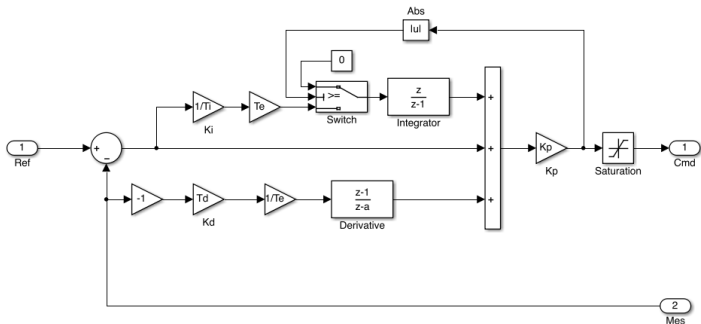 Abs
|u|
0
1/Ti
Te
>=
z
z-1
Switch
Integrator
Ki
+
1
Ref
+
−
+
Kp
Kp
Saturation
1
Cmd
-1
Td
1/Te
z-1
z-a
+
Kd
Derivative
2
Mes